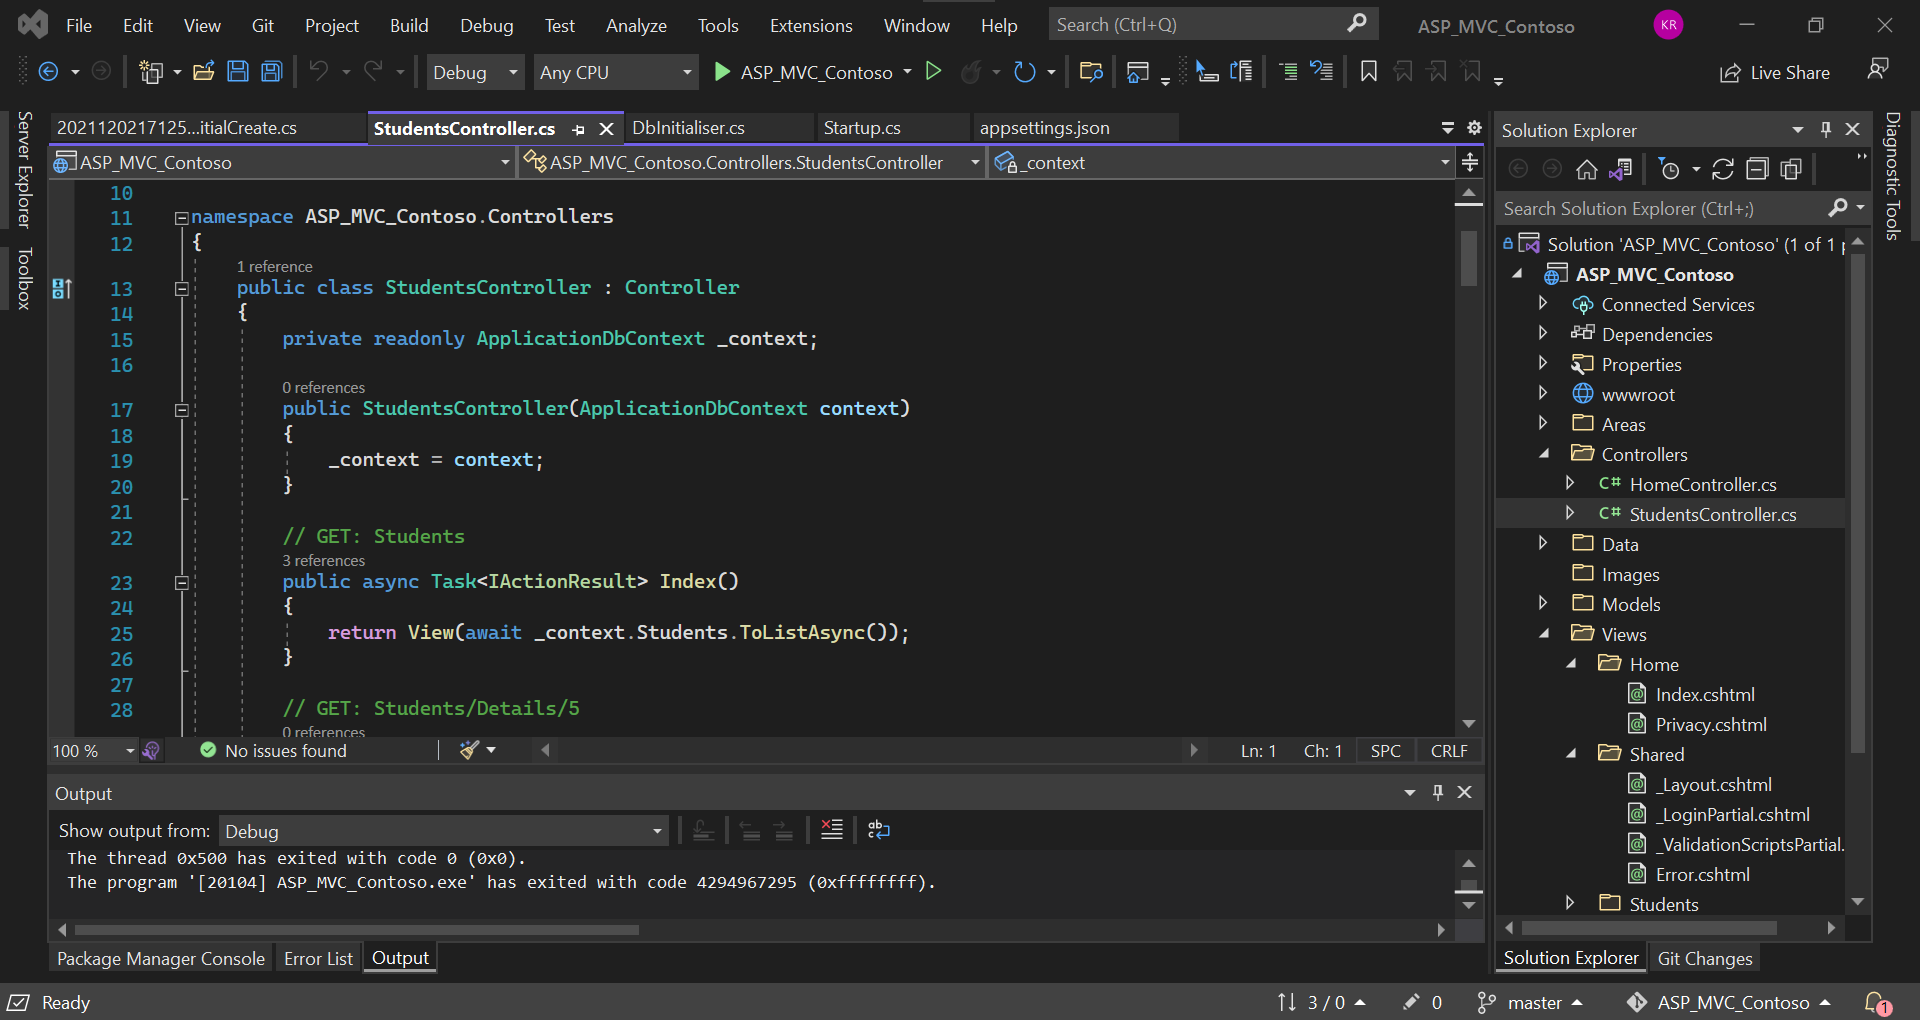 File Edit View Git Project Build Debug Test Analyze Tools Extensions Window Help Search (Ctrl+Q) ASP_MVC_Contoso KR
Debug Any CPU ASP_MVC_Contoso Live Share
Server Explorer
Toolbox
2021120217125...itialCreate.cs StudentsController.cs DbInitialiser.cs Startup.cs appsettings.json
ASP_MVC_Contoso ASP_MVC_Contoso.Controllers.StudentsController _context
10
11 namespace ASP_MVC_Contoso.Controllers
12 {
1 reference
13 public class StudentsController : Controller
14 {
15 private readonly ApplicationDbContext _context;
16
0 references
17 public StudentsController(ApplicationDbContext context)
18 {
19 _context = context;
20 }
21
22 // GET: Students
3 references
23 public async Task<IActionResult> Index()
24 {
25 return View(await _context.Students.ToListAsync());
26 }
27
28 // GET: Students/Details/5
0 references
100 % No issues found Ln: 1 Ch: 1 SPC CRLF
Output
Show output from: Debug
The thread 0x500 has exited with code 0 (0x0).
The program '[20104] ASP_MVC_Contoso.exe' has exited with code 4294967295 (0xffffffff).
Package Manager Console Error List Output
Solution Explorer
Search Solution Explorer (Ctrl+;)
Solution 'ASP_MVC_Contoso' (1 of 1
ASP_MVC_Contoso
Connected Services
Dependencies
Properties
wwwroot
Areas
Controllers
C# HomeController.cs
C# StudentsController.cs
Data
Images
Models
Views
Home
Index.cshtml
Privacy.cshtml
Shared
_Layout.cshtml
_LoginPartial.cshtml
_ValidationScriptsPartial.
Error.cshtml
Students
Solution Explorer Git Changes
Diagnostic Tools
Ready 3 / 0 0 master ASP_MVC_Contoso 1